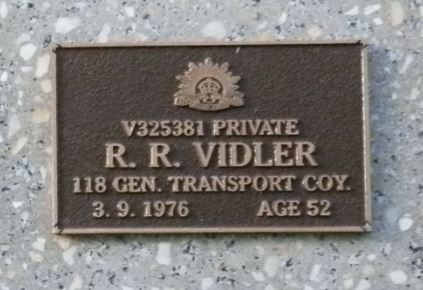 V325381 PRIVATE
R. R. VIDLER
118 GEN. TRANSPORT COY.
3. 9. 1976 AGE 52